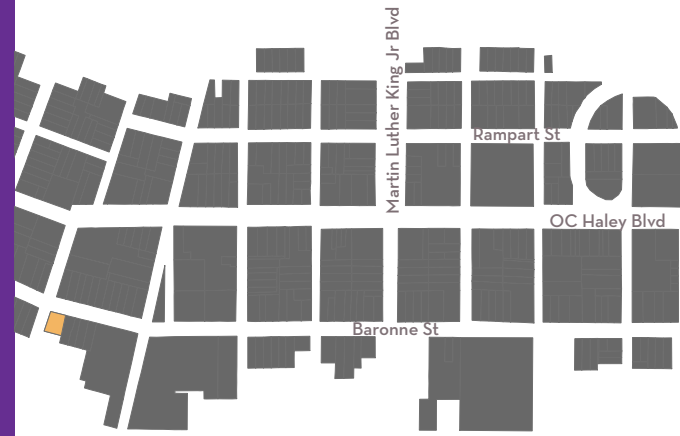 Martin Luther King Jr Blvd
Rampart St
OC Haley Blvd
Baronne St